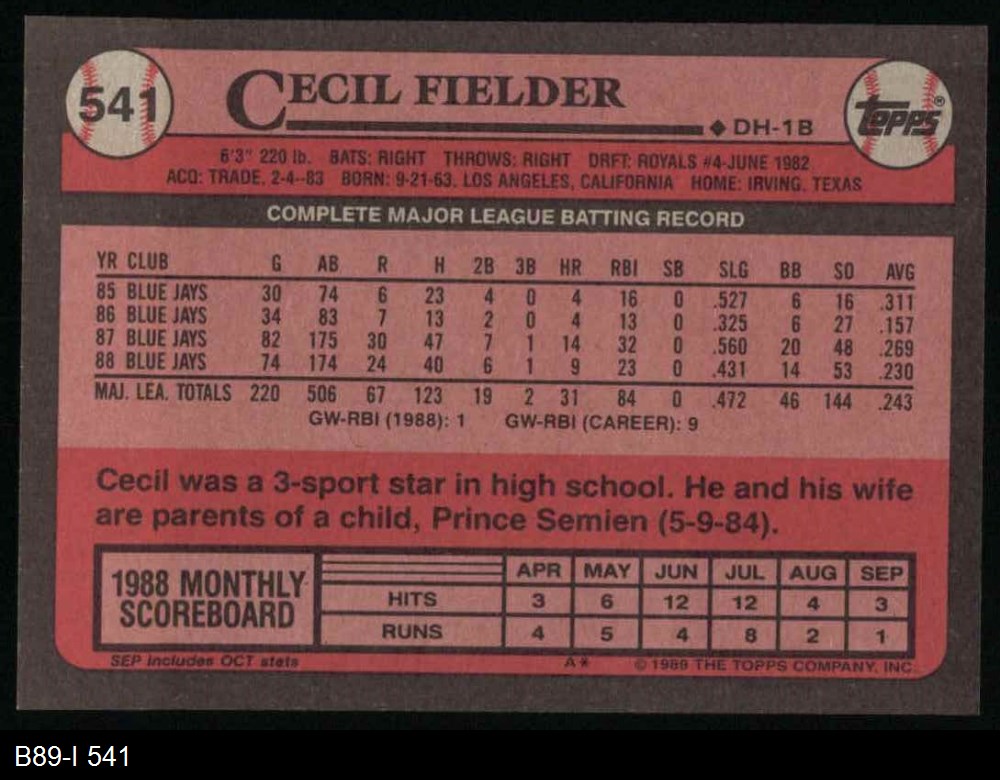 541
CECIL FIELDER
◆ DH-1B
Topps®
6'3" 220 lb. BATS: RIGHT THROWS: RIGHT DRFT: ROYALS #4-JUNE 1982
ACQ: TRADE, 2-4--83 BORN: 9-21-63, LOS ANGELES, CALIFORNIA HOME: IRVING, TEXAS
COMPLETE MAJOR LEAGUE BATTING RECORD
YR CLUB G AB R H 2B 3B HR RBI SB SLG BB SO AVG
85 BLUE JAYS 30 74 6 23 4 0 4 16 0 .527 6 16 .311
86 BLUE JAYS 34 83 7 13 2 0 4 13 0 .325 6 27 .157
87 BLUE JAYS 82 175 30 47 7 1 14 32 0 .560 20 48 .269
88 BLUE JAYS 74 174 24 40 6 1 9 23 0 .431 14 53 .230
MAJ. LEA. TOTALS 220 506 67 123 19 2 31 84 0 .472 46 144 .243
GW-RBI (1988): 1 GW-RBI (CAREER): 9
Cecil was a 3-sport star in high school. He and his wife
are parents of a child, Prince Semien (5-9-84).
1988 MONTHLY
SCOREBOARD
APR MAY JUN JUL AUG SEP
HITS 3 6 12 12 4 3
RUNS 4 5 4 8 2 1
SEP includes OCT stats
A* © 1989 THE TOPPS COMPANY, INC.
B89-I 541